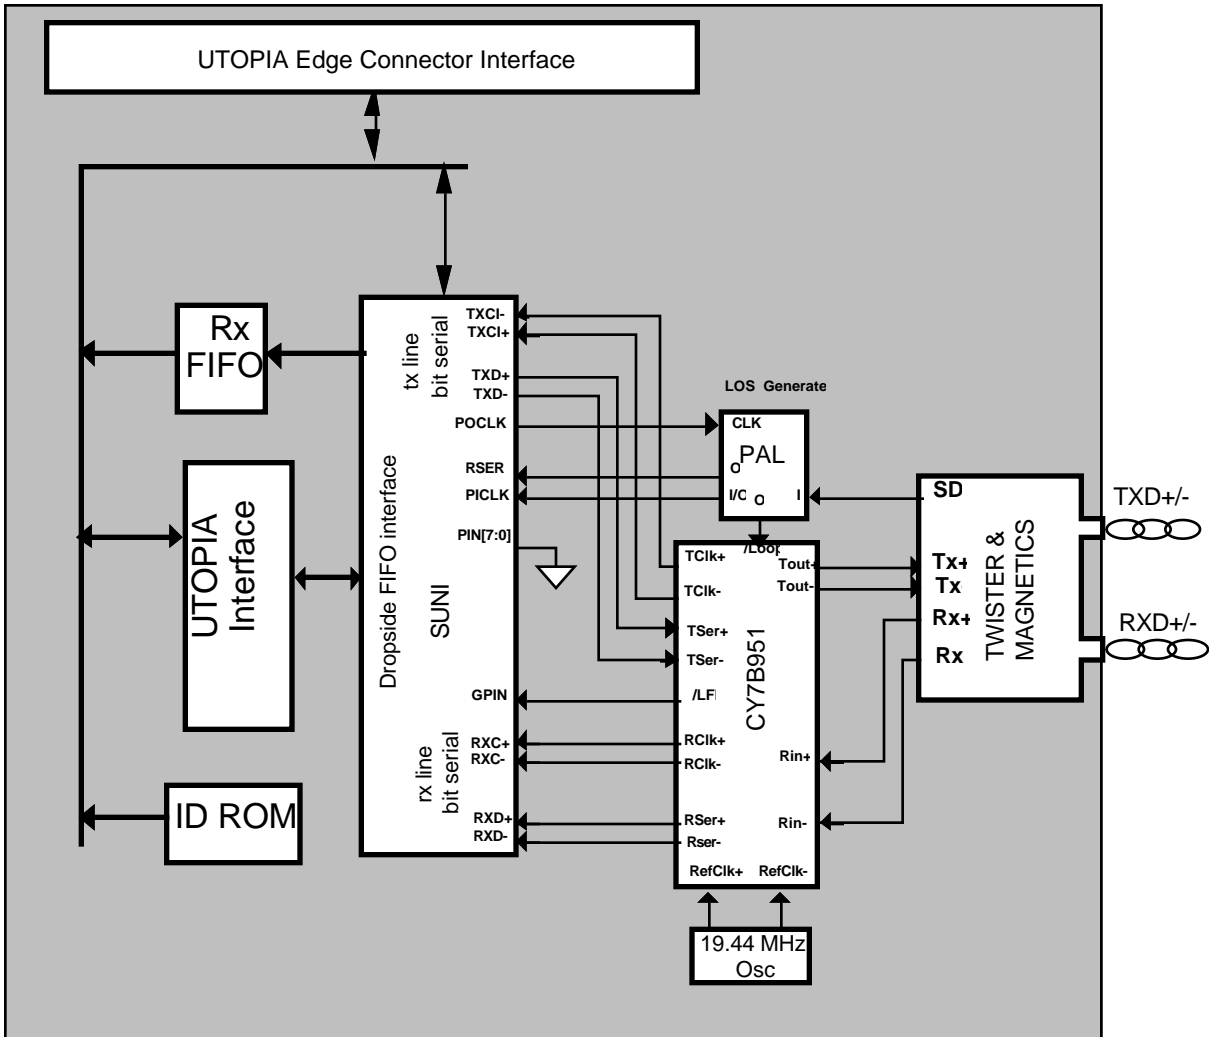 UTOPIA Edge Connector Interface
Rx
FIFO
UTOPIA
Interface
ID ROM
tx line
bit serial
Dropside FIFO interface
SUNI
rx line
bit serial
TXCI-
TXCI+
TXD+
TXD-
POCLK
RSER
PICLK
PIN[7:0]
GPIN
RXC+
RXC-
RXD+
RXD-
LOS Generate
CLK
PAL
O
I/O
O
I
/Loop
TClk+
TClk-
TSer+
TSer-
/LFI
RClk+
RClk-
RSer+
Rser-
RefClk+
RefClk-
CY7B951
Tout+
Tout-
Rin+
Rin-
19.44 MHz
Osc
SD
Tx+
Tx
Rx+
Rx
TWISTER &
MAGNETICS
TXD+/-
RXD+/-